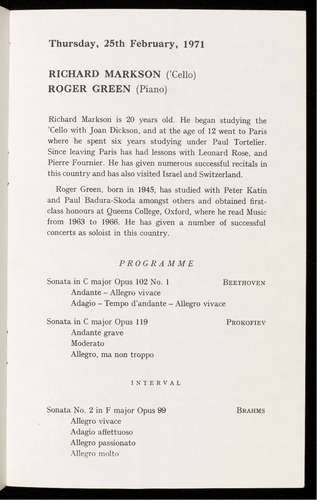 Thursday, 25th February, 1971
RICHARD MARKSON ('Cello)
ROGER GREEN (Piano)
Richard Markson is 20 years old. He began studying the
'Cello with Joan Dickson, and at the age of 12 went to Paris
where he spent six years studying under Paul Tortelier.
Since leaving Paris has had lessons with Leonard Rose, and
Pierre Fournier. He has given numerous successful recitals in
this country and has also visited Israel and Switzerland.
Roger Green, born in 1945, has studied with Peter Katin
and Paul Badura-Skoda amongst others and obtained first-
class honours at Queens College, Oxford, where he read Music
from 1963 to 1966. He has given a number of successful
concerts as soloist in this country.
PROGRAMME
Sonata in C major Opus 102 No. 1 BEETHOVEN
Andante – Allegro vivace
Adagio – Tempo d'andante – Allegro vivace
Sonata in C major Opus 119 PROKOFIEV
Andante grave
Moderato
Allegro, ma non troppo
INTERVAL
Sonata No. 2 in F major Opus 99 BRAHMS
Allegro vivace
Adagio affettuoso
Allegro passionato
Allegro molto